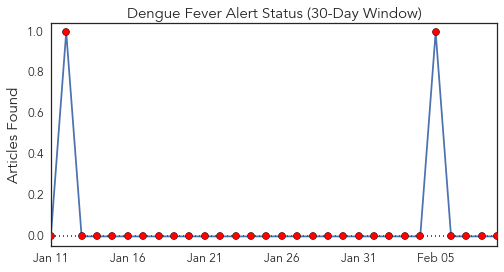 Dengue Fever Alert Status (30-Day Window)
Articles Found
1.0
0.8
0.6
0.4
0.2
0.0
Jan 11 Jan 16 Jan 21 Jan 26 Jan 31 Feb 05